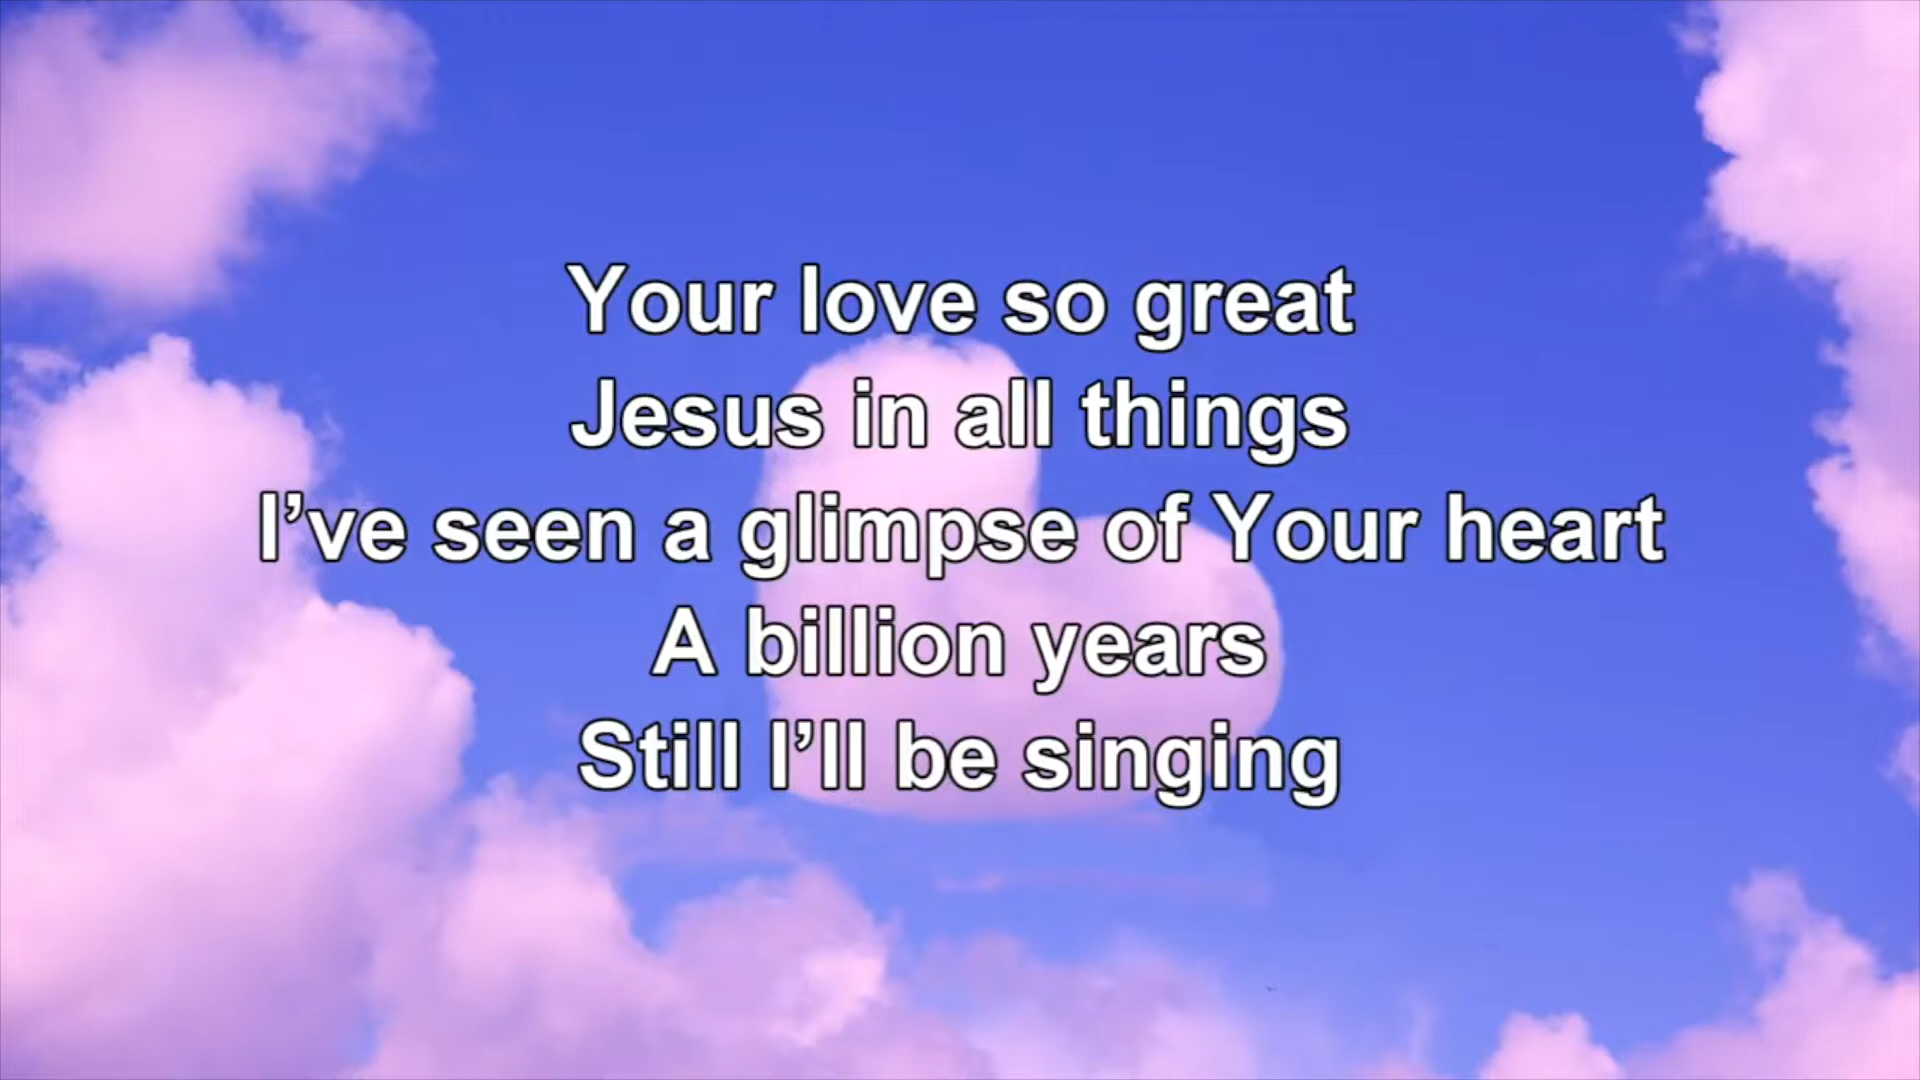 Your love so great
Jesus in all things
I’ve seen a glimpse of Your heart
A billion years
Still I’ll be singing